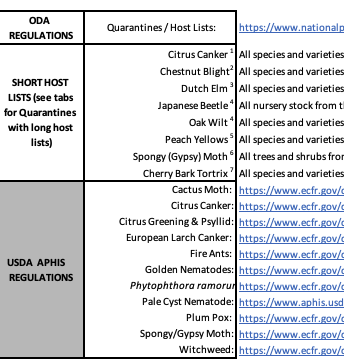 ODA REGULATIONS Quarantines / Host Lists: https://www.nationalp
SHORT HOST LISTS (see tabs for Quarantines with long host lists)
Citrus Canker 1 All species and varieties
Chestnut Blight 2 All species and varieties
Dutch Elm 3 All species and varieties
Japanese Beetle 4 All nursery stock from t
Oak Wilt 4 All species and varieties
Peach Yellows 5 All species and varieties
Spongy (Gypsy) Moth 6 All trees and shrubs fror
Cherry Bark Tortrix 7 All species and varieties
USDA APHIS REGULATIONS
Cactus Moth: https://www.ecfr.gov/c
Citrus Canker: https://www.ecfr.gov/c
Citrus Greening & Psyllid: https://www.ecfr.gov/c
European Larch Canker: https://www.ecfr.gov/c
Fire Ants: https://www.ecfr.gov/c
Golden Nematodes: https://www.ecfr.gov/c
Phytophthora ramorur https://www.ecfr.gov/c
Pale Cyst Nematode: https://www.aphis.usd
Plum Pox: https://www.ecfr.gov/c
Spongy/Gypsy Moth: https://www.ecfr.gov/c
Witchweed: https://www.ecfr.gov/c